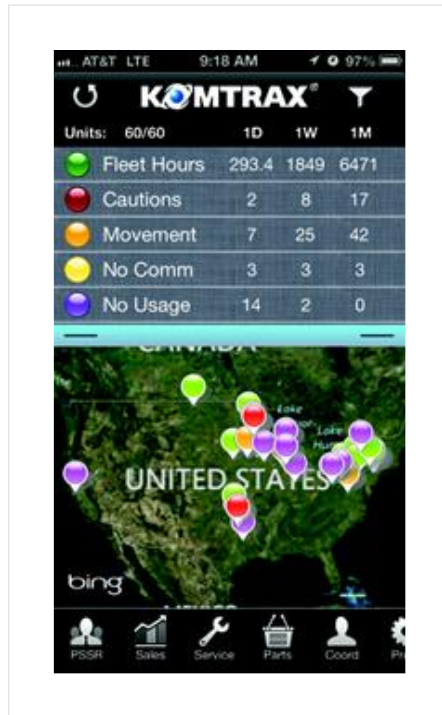 AT&T LTE 9:18 AM 97%
KOMTRAX®
Units: 60/60 1D 1W 1M
Fleet Hours 293.4 1849 6471
Cautions 2 8 17
Movement 7 25 42
No Comm 3 3 3
No Usage 14 2 0
CANADA
Lake
Lake
UNITED STATES
bing
MEXICO
PSSR Sales Service Parts Coord